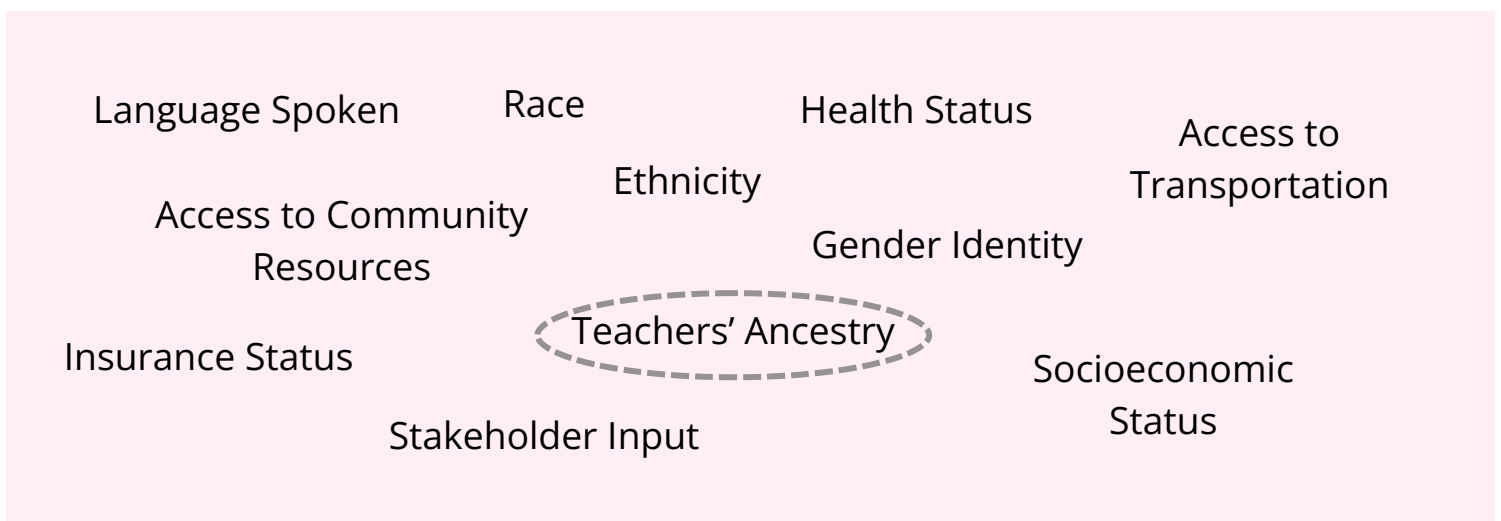 Language Spoken
Race
Health Status
Access to
Transportation
Ethnicity
Access to Community
Resources
Gender Identity
Teachers’ Ancestry
Insurance Status
Socioeconomic
Status
Stakeholder Input